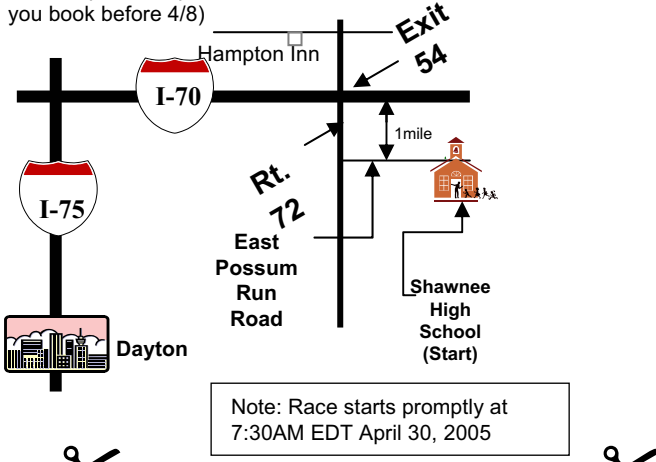 you book before 4/8)
Hampton Inn
Exit
54
I-70
1mile
Rt.
72
I-75
East
Possum
Run
Road
Shawnee
High
School
(Start)
Dayton
Note: Race starts promptly at
7:30AM EDT April 30, 2005